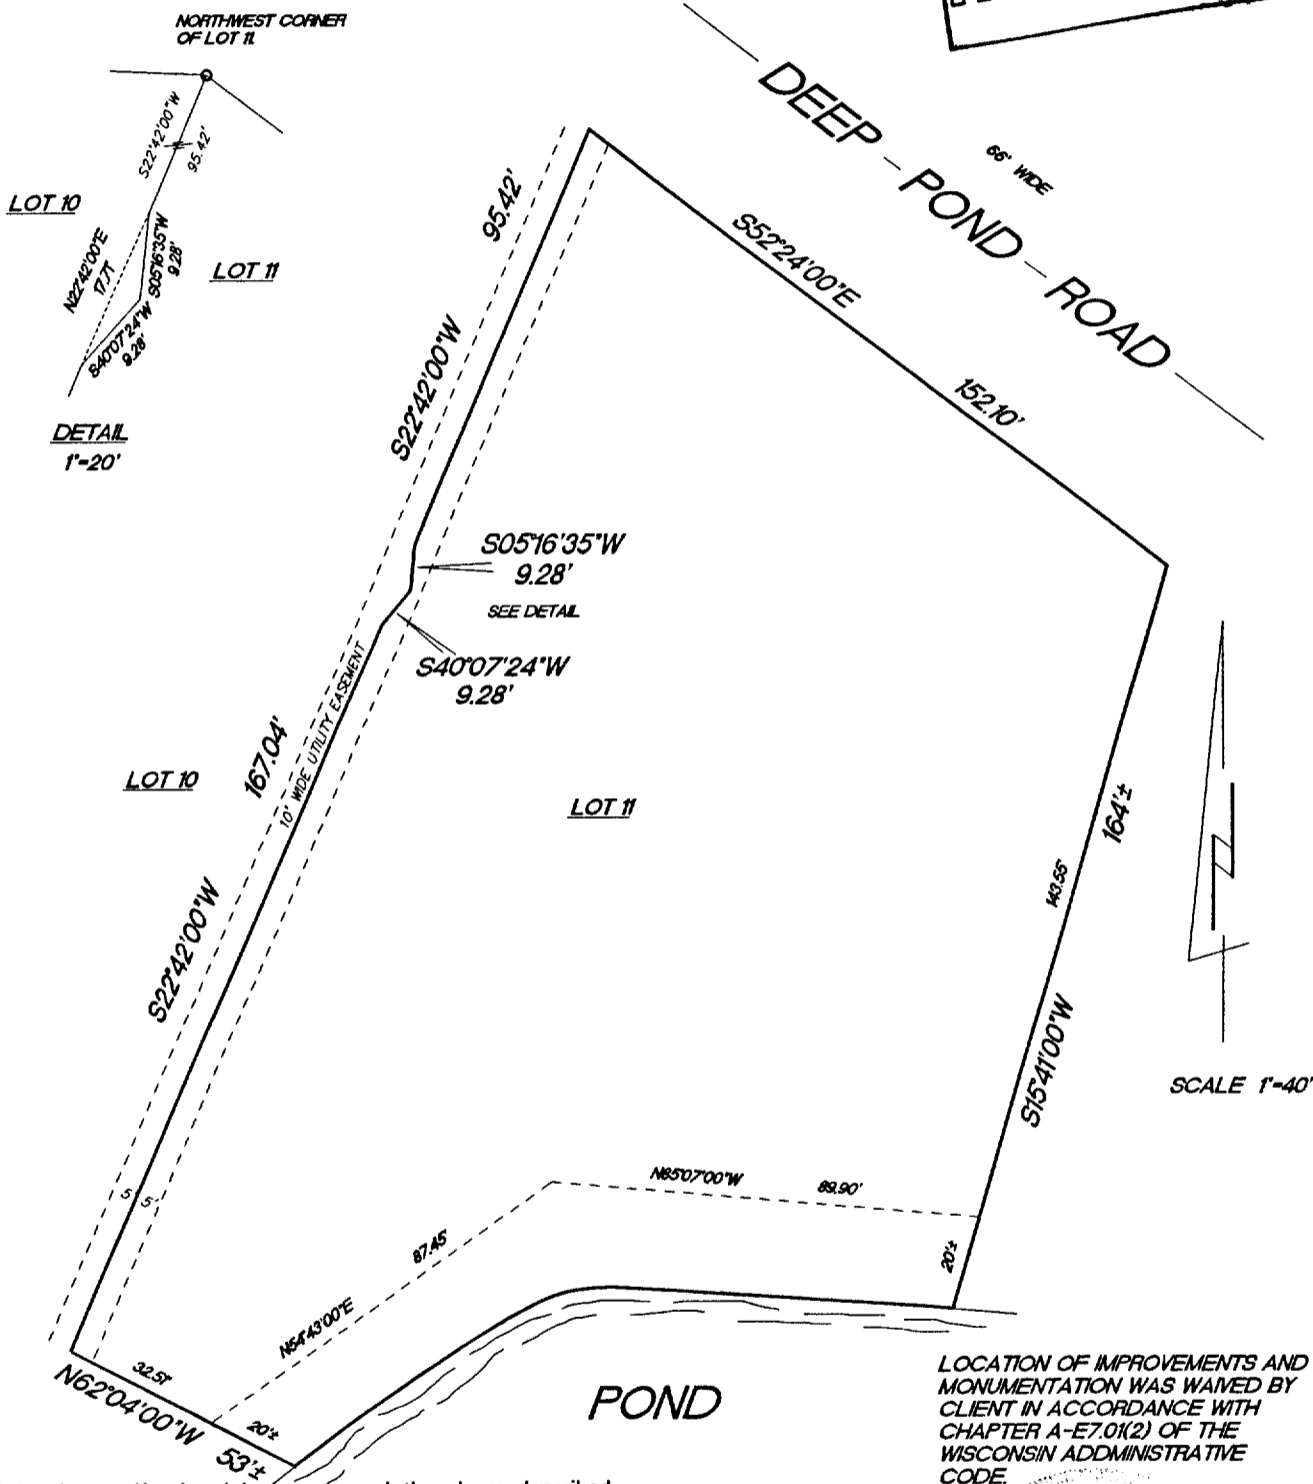 NORTHWEST CORNER
OF LOT 11.
S22°42'00"W
95.42'
LOT 10
N22°42'00"E
17.71'
S05°16'35"W
9.28'
LOT 11
S40°07'24"W
9.28'
DETAIL
1"=20'
DEEP - POND - ROAD
66' WIDE
95.42'
S22°42'00"W
S52°24'00"E
152.10'
S05°16'35"W
9.28'
SEE DETAIL
S40°07'24"W
9.28'
10' WIDE UTILITY EASEMENT
167.04'
LOT 10
LOT 11
S22°42'00"W
164'±
143.55'
S15°41'00"W
SCALE 1"=40'
N85°07'00"W
89.90'
20'±
5' 5'
87.45'
N54°43'00"E
32.51'
20'±
N62°04'00"W 53'±
POND
LOCATION OF IMPROVEMENTS AND
MONUMENTATION WAS WAIVED BY
CLIENT IN ACCORDANCE WITH
CHAPTER A-E7.01(2) OF THE
WISCONSIN ADDMINISTRATIVE
CODE.